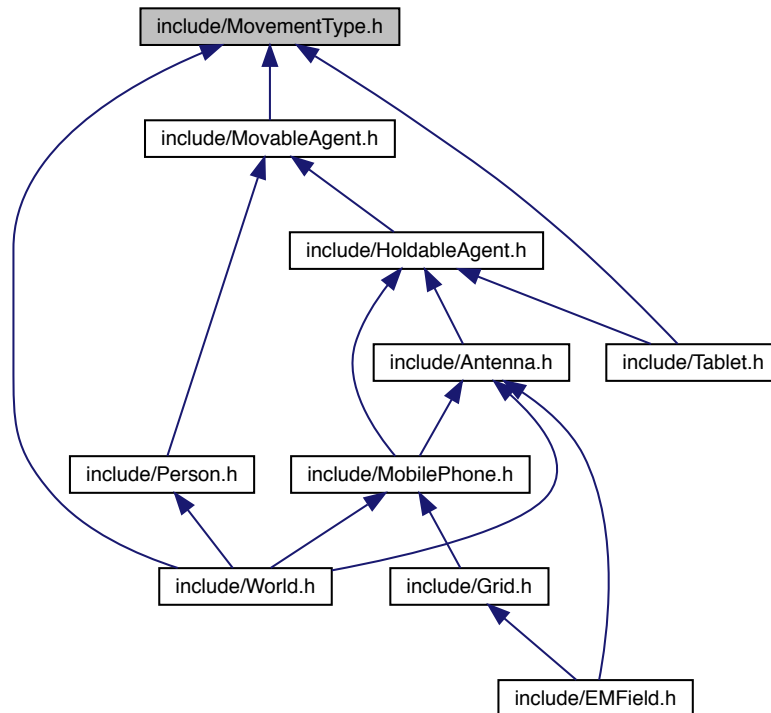 include/MovementType.h
include/MovableAgent.h
include/HoldableAgent.h
include/Antenna.h
include/Tablet.h
include/Person.h
include/MobilePhone.h
include/World.h
include/Grid.h
include/EMField.h